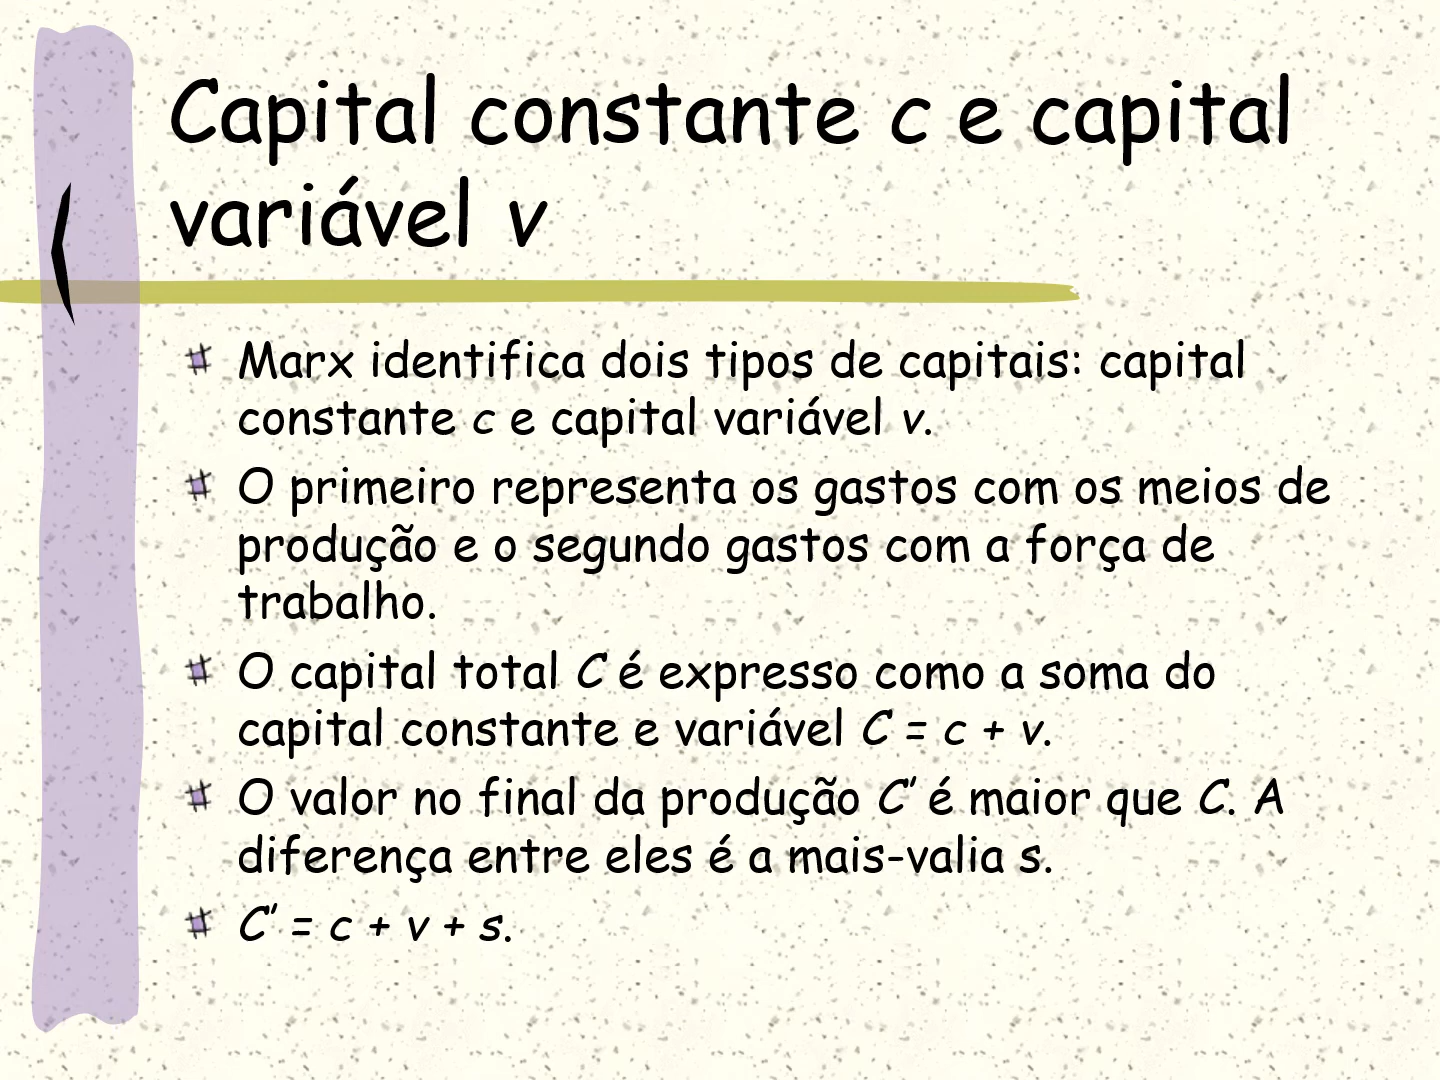 Capital constante c e capital
variável v
Marx identifica dois tipos de capitais: capital
constante c e capital variável v.
O primeiro representa os gastos com os meios de
produção e o segundo gastos com a força de
trabalho.
O capital total C é expresso como a soma do
capital constante e variável C = c + v.
O valor no final da produção C’ é maior que C. A
diferença entre eles é a mais-valia s.
C’ = c + v + s.